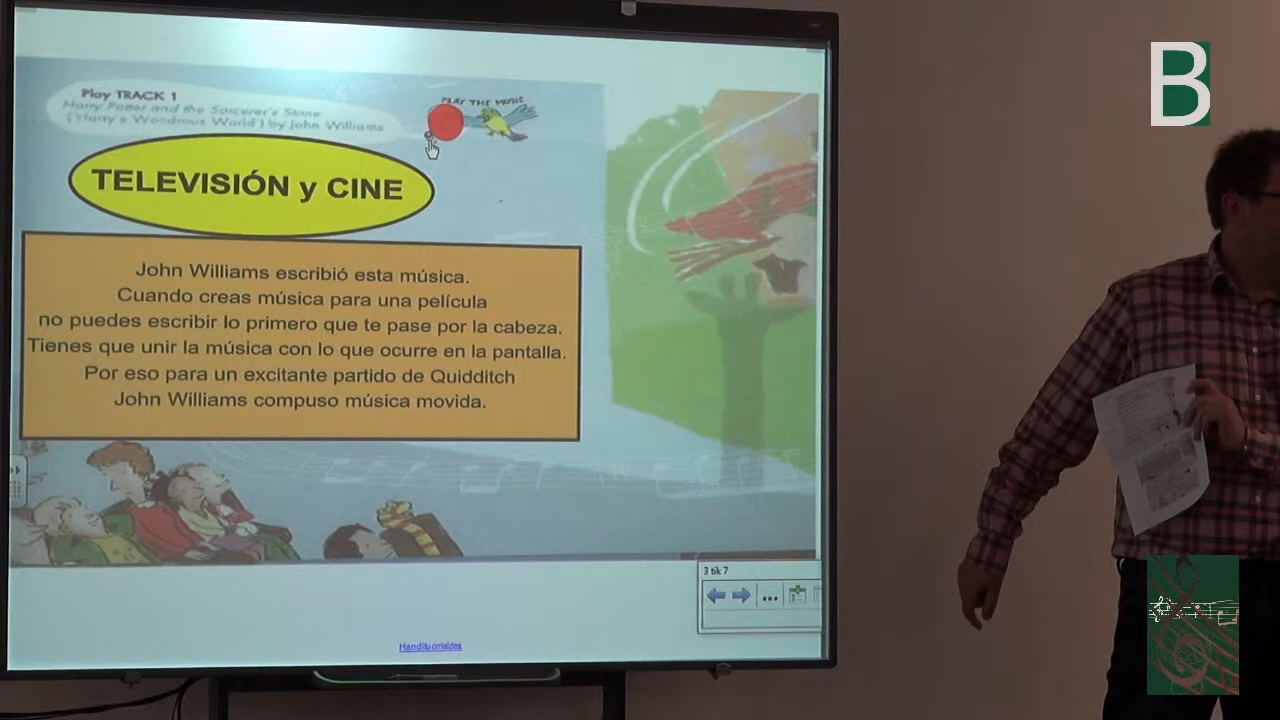 B
Play TRACK 1
Harry Potter and the Sorcerer's Stone
('Harry's Wondrous World') by John Williams
PLAY THE MUSIC
TELEVISIÓN y CINE
John Williams escribió esta música.
Cuando creas música para una película
no puedes escribir lo primero que te pase por la cabeza.
Tienes que unir la música con lo que ocurre en la pantalla.
Por eso para un excitante partido de Quidditch
John Williams compuso música movida.
3 tik 7
...